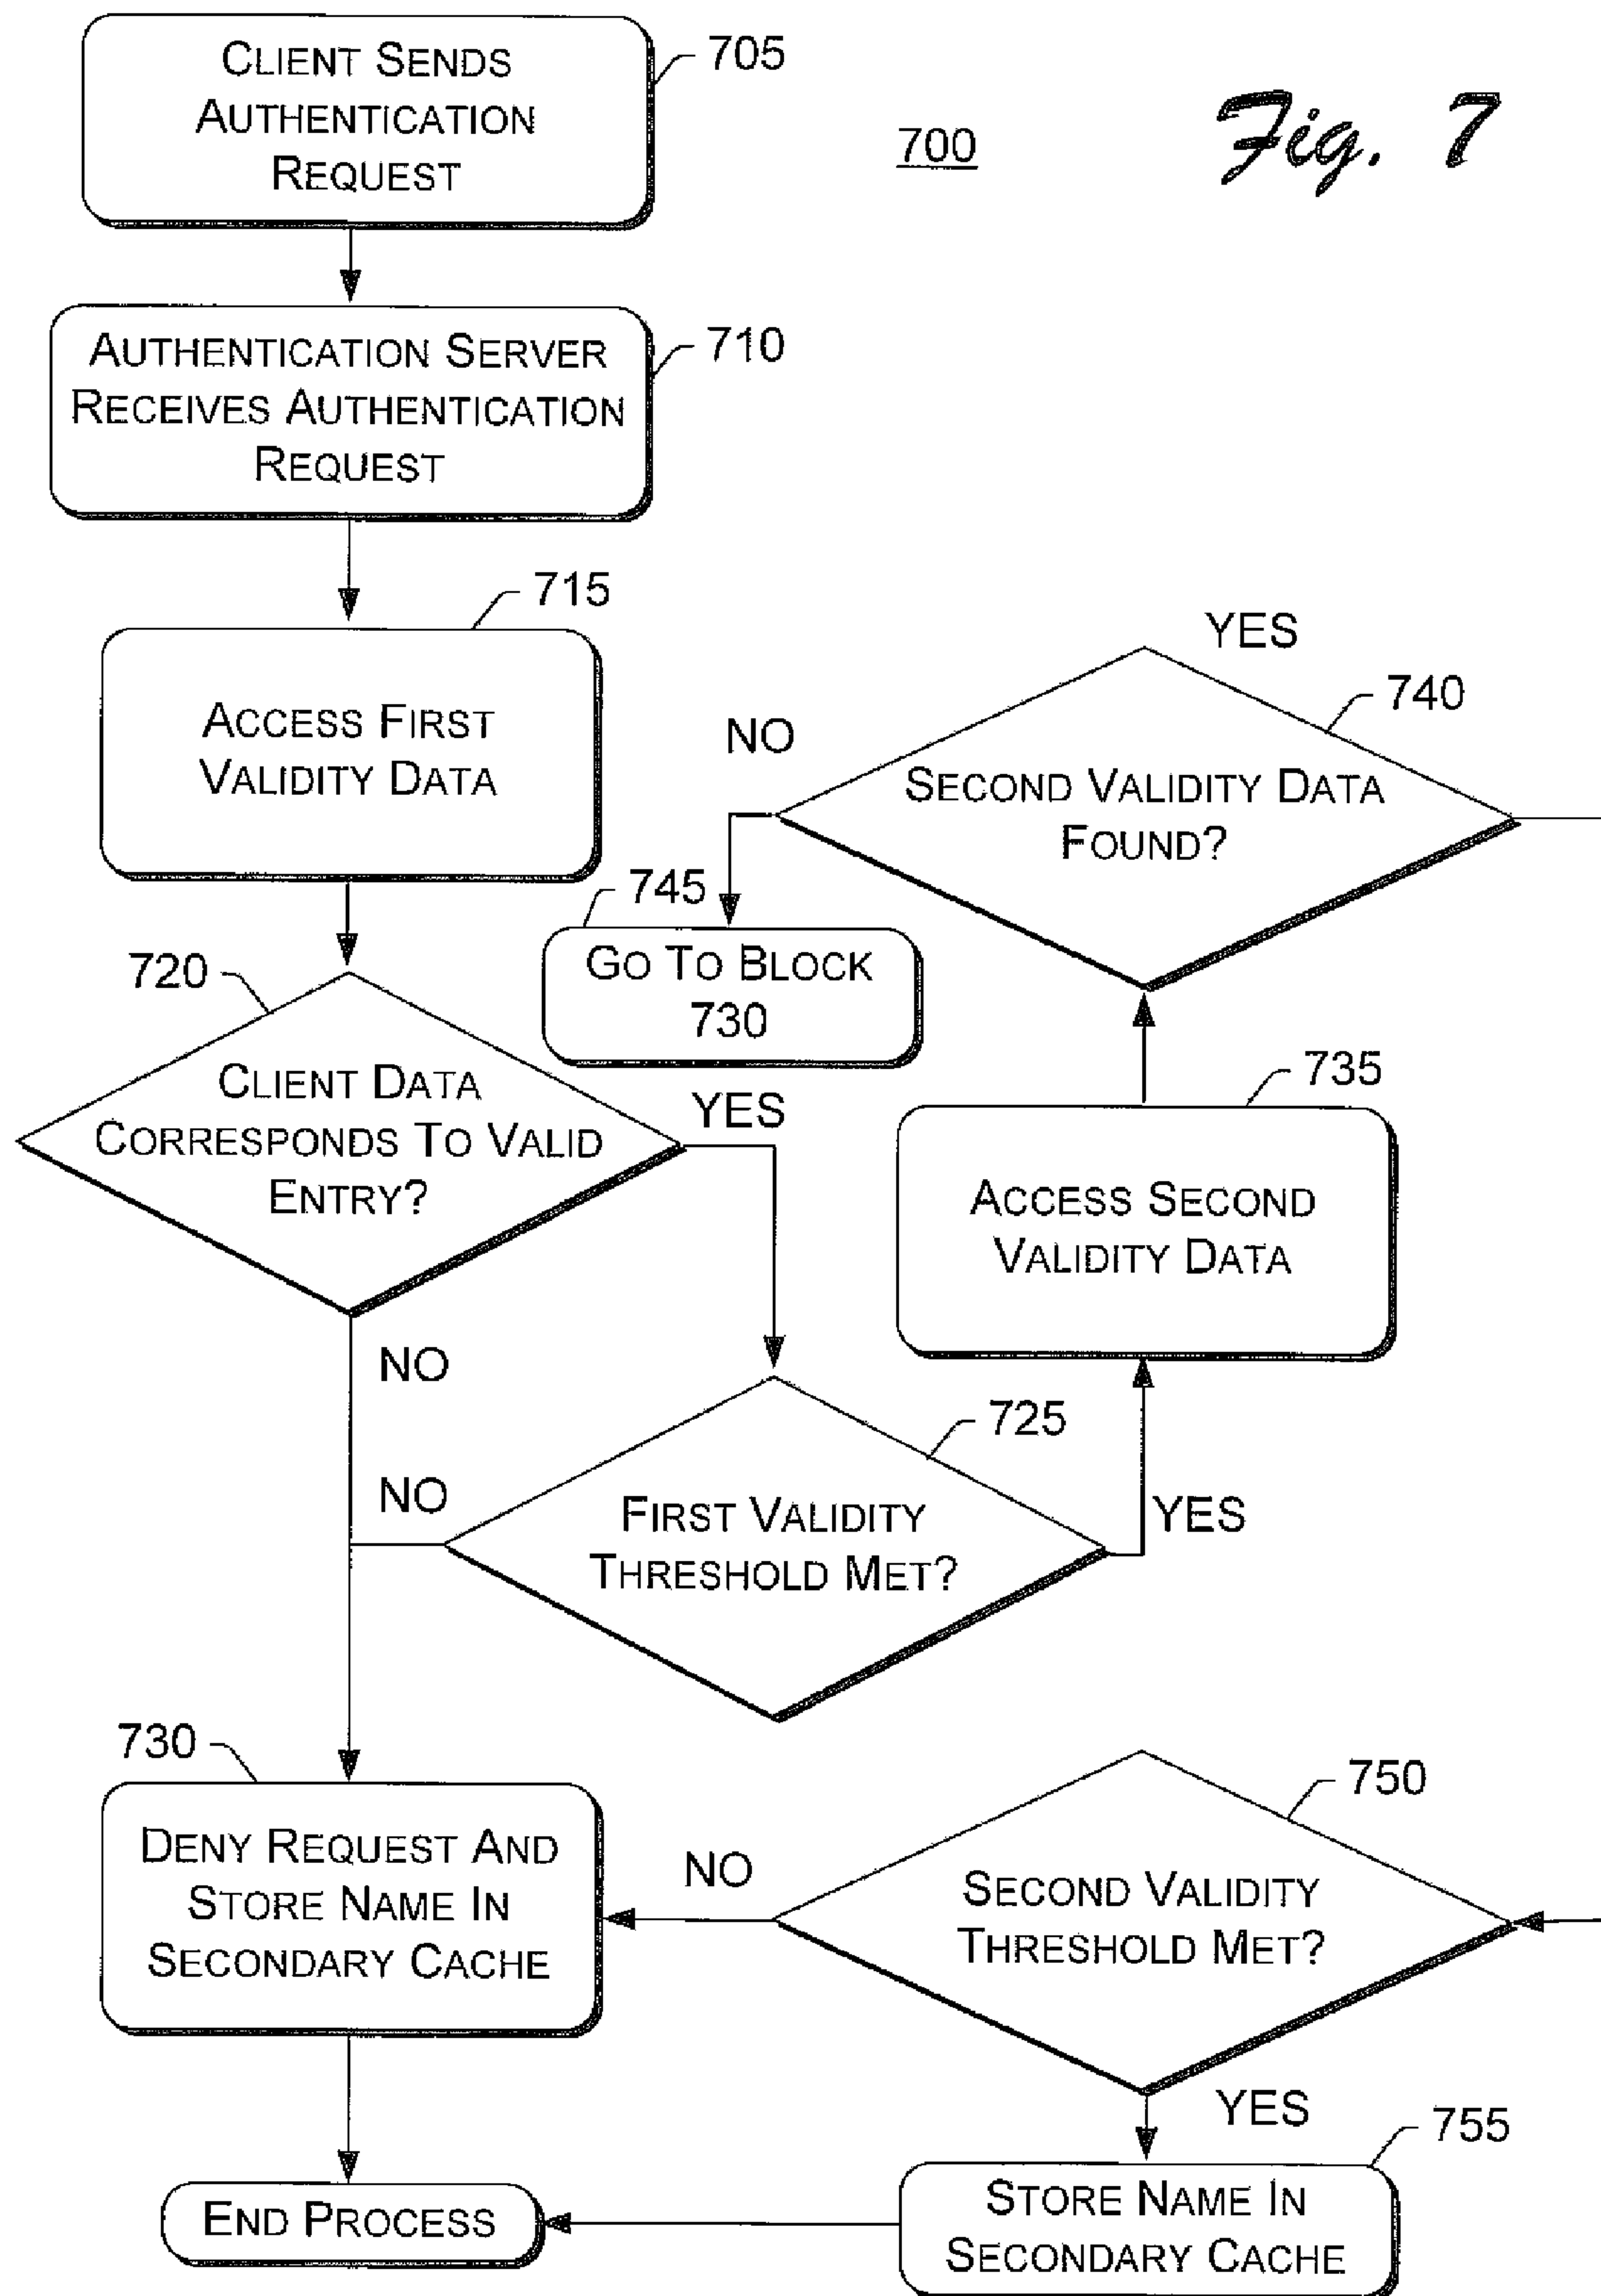 CLIENT SENDS
AUTHENTICATION
REQUEST
705
700
Fig. 7
AUTHENTICATION SERVER
RECEIVES AUTHENTICATION
REQUEST
710
715
ACCESS FIRST
VALIDITY DATA
YES
740
NO
SECOND VALIDITY DATA
FOUND?
745
GO TO BLOCK
730
720
CLIENT DATA
CORRESPONDS TO VALID
ENTRY?
YES
735
ACCESS SECOND
VALIDITY DATA
NO
725
NO
FIRST VALIDITY
THRESHOLD MET?
YES
730
DENY REQUEST AND
STORE NAME IN
SECONDARY CACHE
750
NO
SECOND VALIDITY
THRESHOLD MET?
YES
755
STORE NAME IN
SECONDARY CACHE
END PROCESS